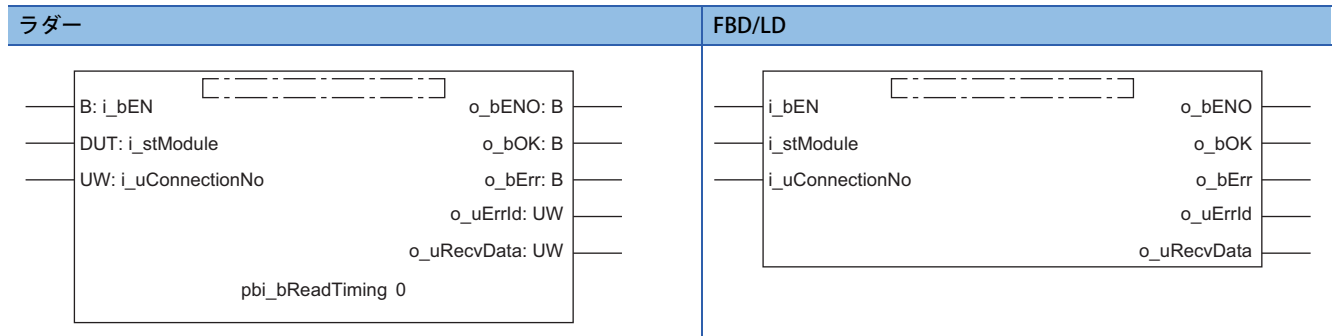 ラダー
FBD/LD
B: i_bEN
o_bENO: B
DUT: i_stModule
o_bOK: B
UW: i_uConnectionNo
o_bErr: B
o_uErrId: UW
o_uRecvData: UW
pbi_bReadTiming 0
i_bEN
o_bENO
i_stModule
o_bOK
i_uConnectionNo
o_bErr
o_uErrId
o_uRecvData